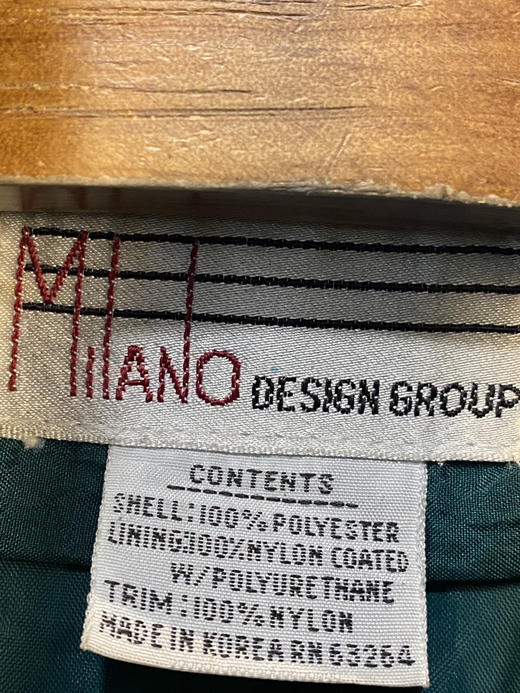 MILANO DESIGN GROUP
CONTENTS
SHELL:100% POLYESTER
LINING:100%NYLON COATED
W/POLYURETHANE
TRIM:100%NYLON
MADE IN KOREA RN 63264